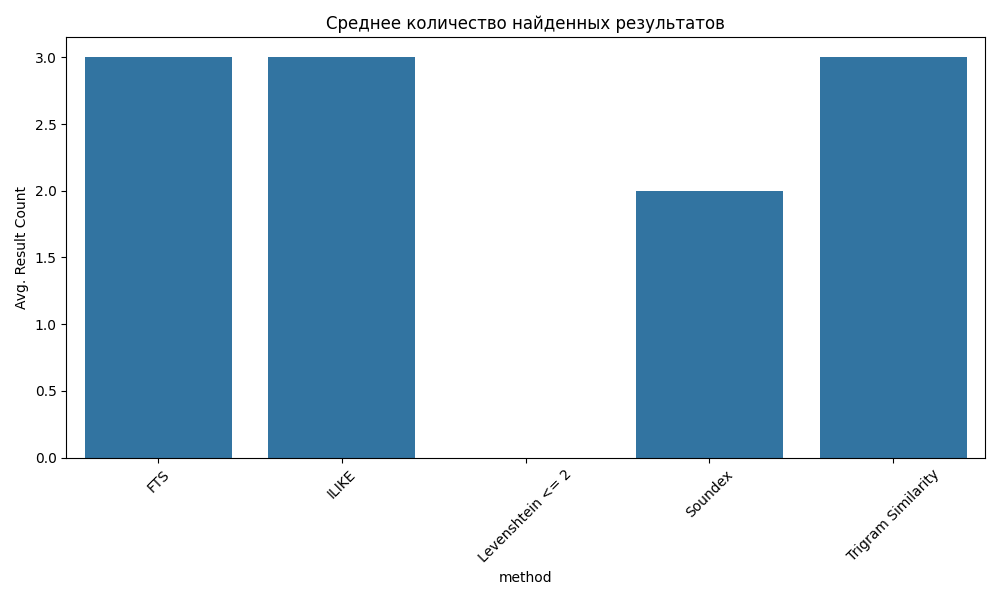 Среднее количество найденных результатов
Avg. Result Count
3.0
2.5
2.0
1.5
1.0
0.5
0.0
FTS
ILIKE
Levenshtein <= 2
Soundex
Trigram Similarity
method